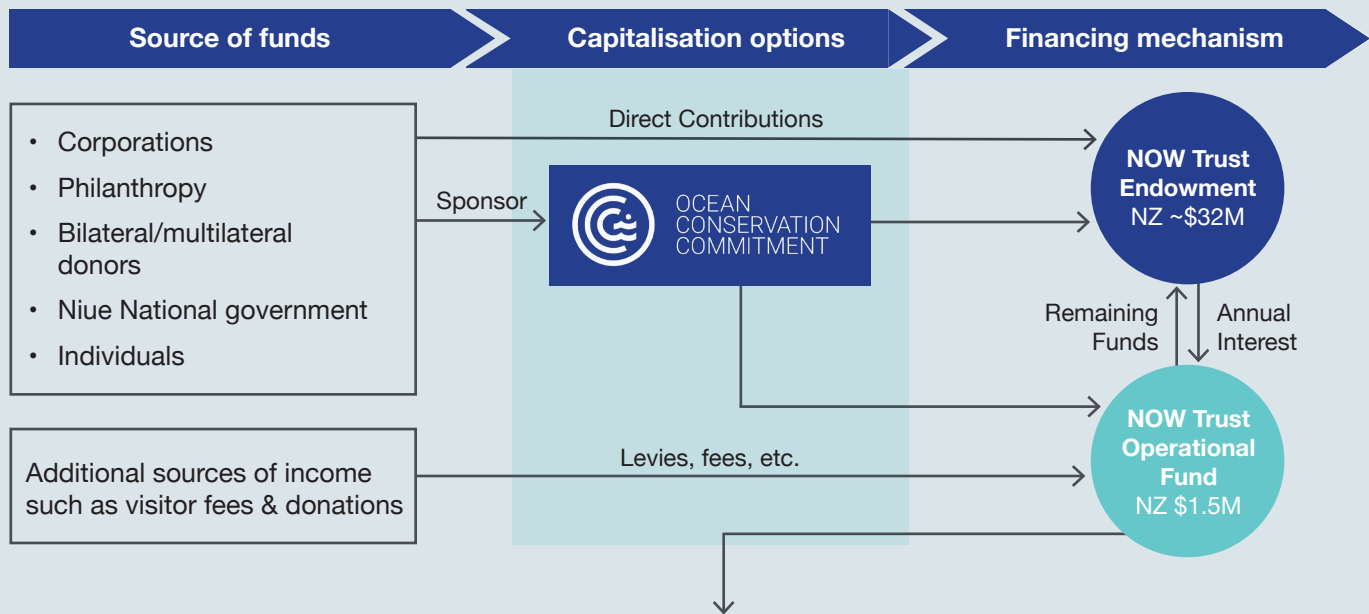 Source of funds
Capitalisation options
Financing mechanism
• Corporations
• Philanthropy
• Bilateral/multilateral
donors
• Niue National government
• Individuals
Direct Contributions
Sponsor
OCEAN
CONSERVATION
COMMITMENT
NOW Trust
Endowment
NZ ~$32M
Remaining
Funds
Annual
Interest
Additional sources of income
such as visitor fees & donations
Levies, fees, etc.
NOW Trust
Operational
Fund
NZ $1.5M